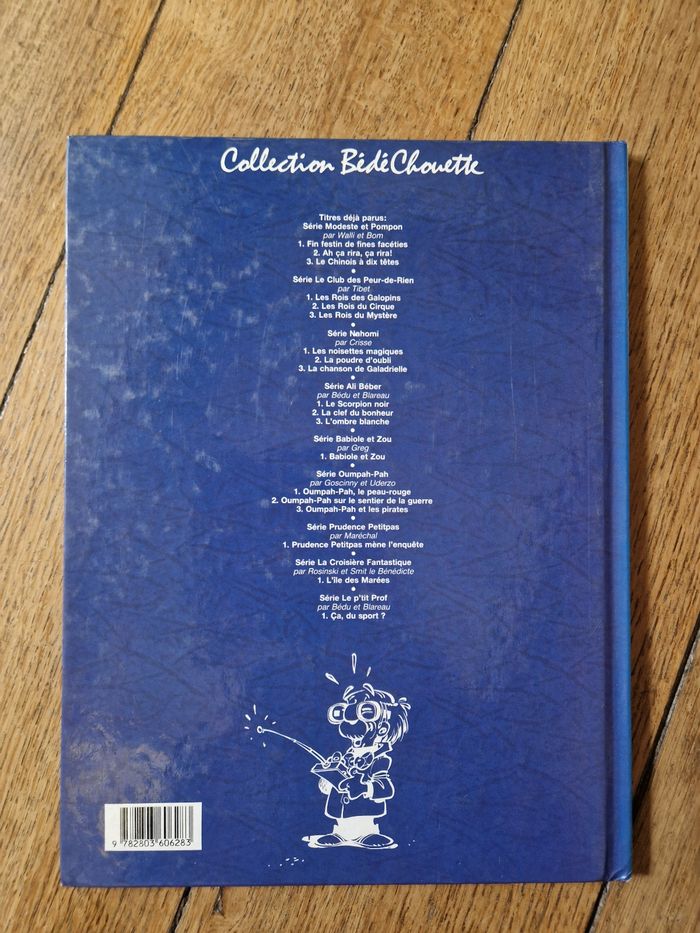 Collection BédéChouette
Titres déjà parus:
Série Modeste et Pompon
par Walli et Bom
1. Fin festin de fines facéties
2. Ah ça rira, ça rira!
3. Le Chinois à dix têtes
•
Série Le Club des Peur-de-Rien
par Tibet
1. Les Rois des Galopins
2. Les Rois du Cirque
3. Les Rois du Mystère
•
Série Nahomi
par Crisse
1. Les noisettes magiques
2. La poudre d'oubli
3. La chanson de Galadrielle
•
Série Ali Béber
par Bédu et Blareau
1. Le Scorpion noir
2. La clef du bonheur
3. L'ombre blanche
•
Série Babiole et Zou
par Greg
1. Babiole et Zou
•
Série Oumpah-Pah
par Goscinny et Uderzo
1. Oumpah-Pah, le peau-rouge
2. Oumpah-Pah sur le sentier de la guerre
3. Oumpah-Pah et les pirates
•
Série Prudence Petitpas
par Maréchal
1. Prudence Petitpas mène l'enquête
•
Série La Croisière Fantastique
par Rosinski et Smit le Bénédicte
1. L'île des Marées
•
Série Le p'tit Prof
par Bédu et Blareau
1. Ça, du sport ?
9 782803 606283